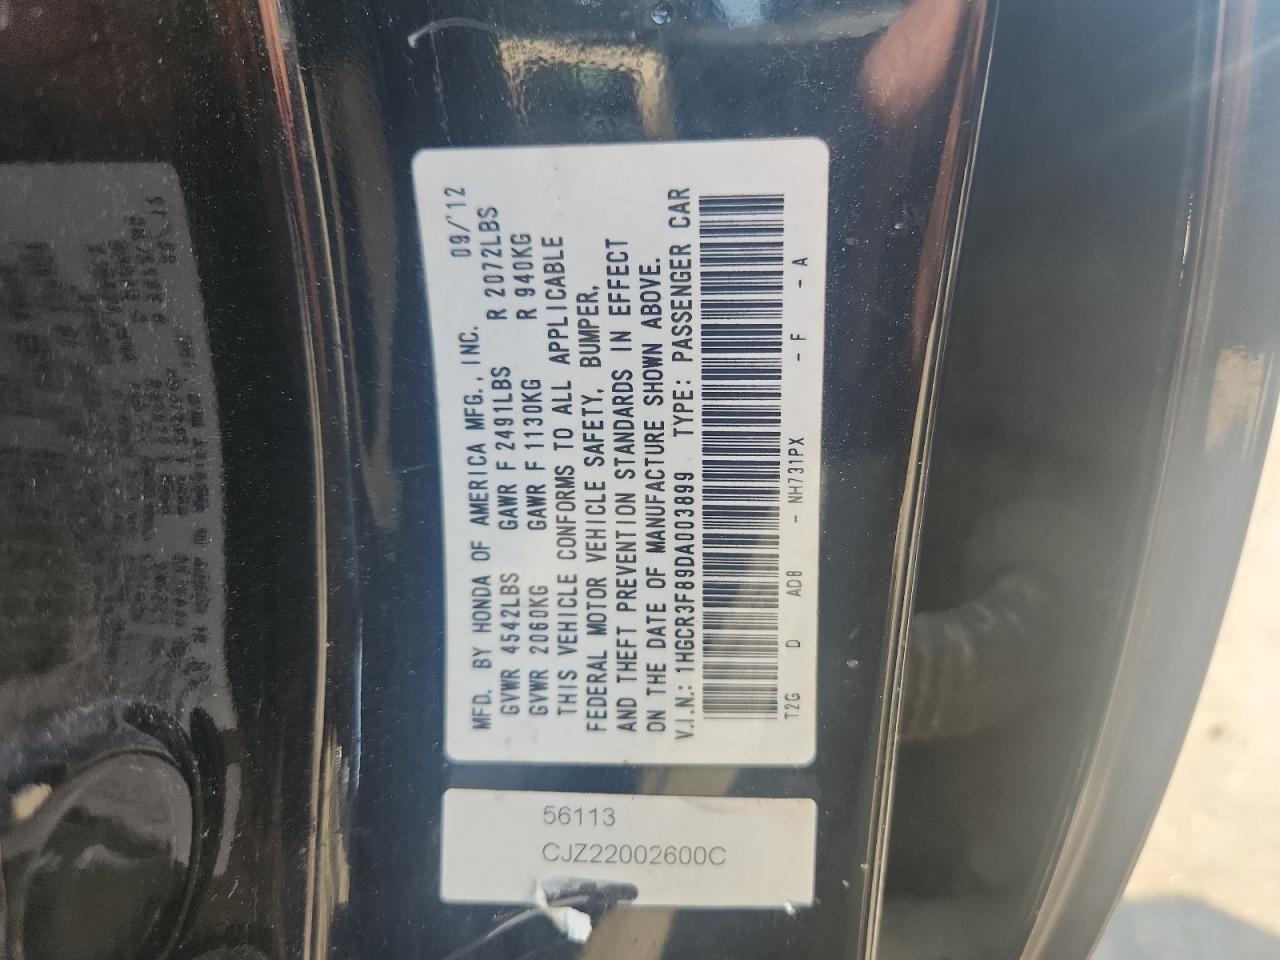 MFD. BY HONDA OF AMERICA MFG., INC. 09/'12
GVWR 4542LBS GAWR F 2491LBS R 2072LBS
GVWR 2060KG GAWR F 1130KG R 940KG
THIS VEHICLE CONFORMS TO ALL APPLICABLE
FEDERAL MOTOR VEHICLE SAFETY, BUMPER,
AND THEFT PREVENTION STANDARDS IN EFFECT
ON THE DATE OF MANUFACTURE SHOWN ABOVE.
V.I.N.: 1HGCR3F89DA003899 TYPE: PASSENGER CAR
T2G D AD8 - NH731PX - F - A
56113
CJZ22002600C